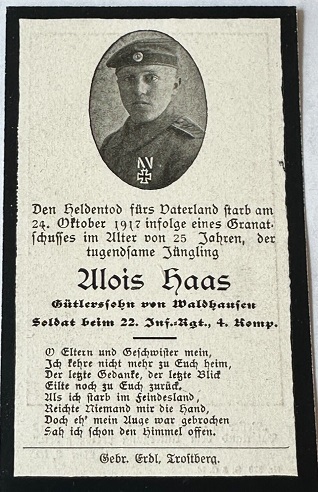 Den Heldentod fürs Vaterland starb am
24. Oktober 1917 infolge eines Granat-
schusses im Alter von 25 Jahren, der
tugendsame Jüngling
Alois Haas
Gütlerssohn von Waldhausen
Soldat beim 22. Inf.-Rgt., 4. Komp.
O Eltern und Geschwister mein,
Ich kehre nicht mehr zu Euch heim,
Der letzte Gedanke, der letzte Blick
Eilte noch zu Euch zurück.
Als ich starb im Feindesland,
Reichte Niemand mir die Hand,
Doch eh' mein Auge war gebrochen
Sah ich schon den Himmel offen.
Gebr. Erdl, Trostberg.